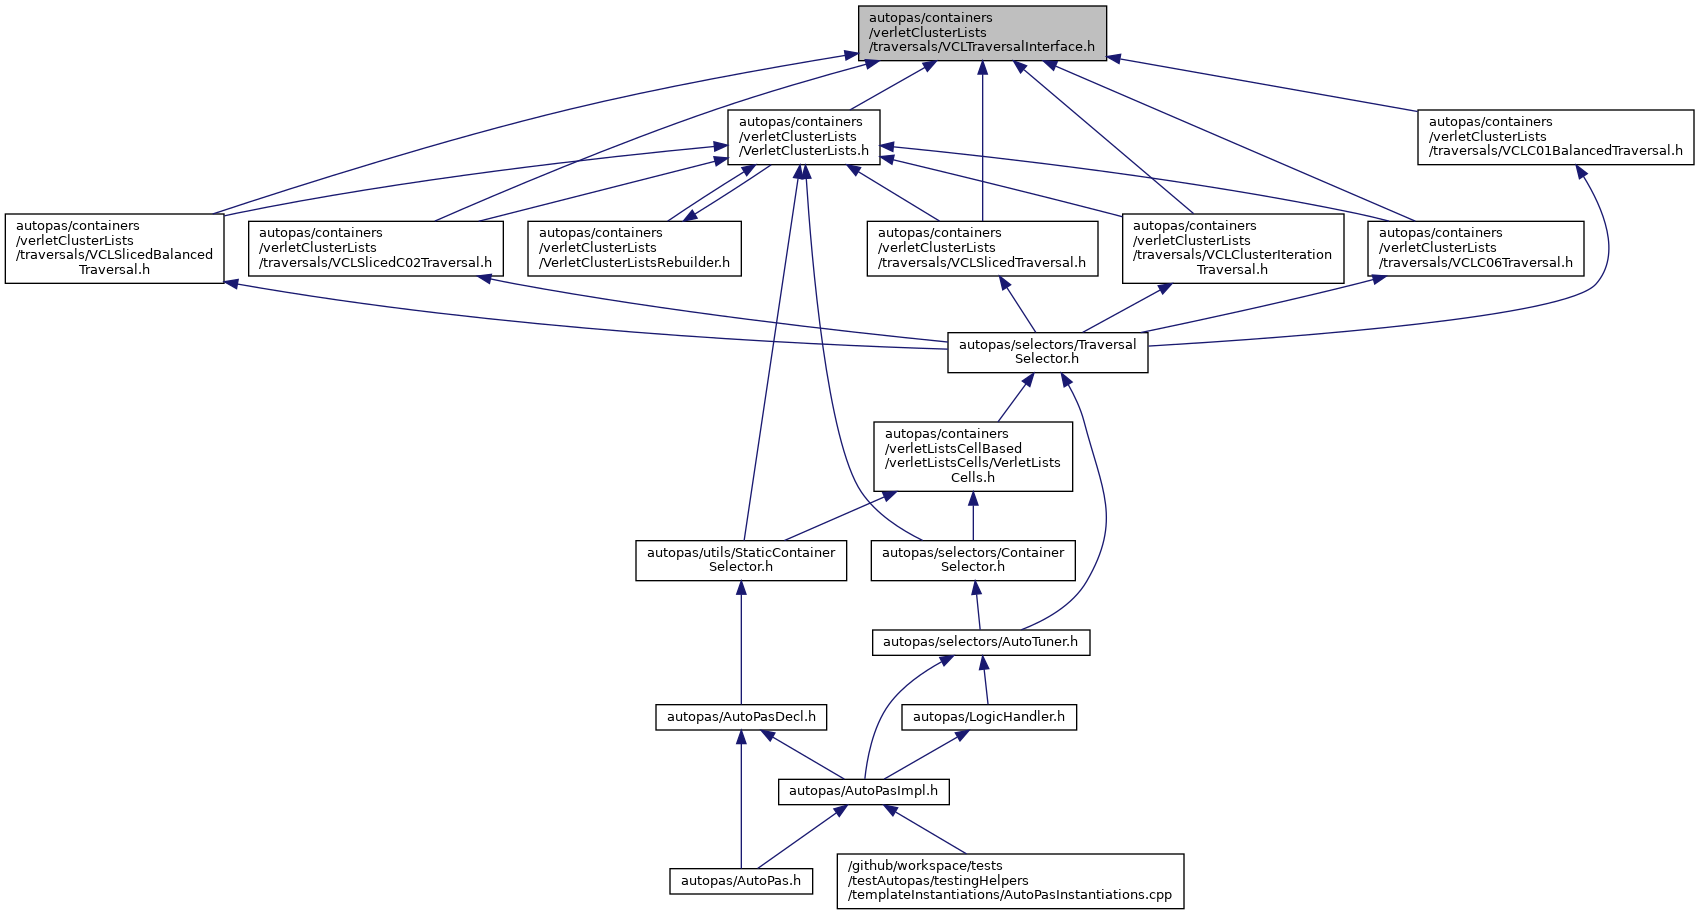 autopas/containers
/verletClusterLists
/traversals/VCLTraversalInterface.h
autopas/containers
/verletClusterLists
/VerletClusterLists.h
autopas/containers
/verletClusterLists
/traversals/VCLC01BalancedTraversal.h
autopas/containers
/verletClusterLists
/traversals/VCLSlicedBalanced
Traversal.h
autopas/containers
/verletClusterLists
/traversals/VCLSlicedC02Traversal.h
autopas/containers
/verletClusterLists
/VerletClusterListsRebuilder.h
autopas/containers
/verletClusterLists
/traversals/VCLSlicedTraversal.h
autopas/containers
/verletClusterLists
/traversals/VCLClusterIteration
Traversal.h
autopas/containers
/verletClusterLists
/traversals/VCLC06Traversal.h
autopas/selectors/Traversal
Selector.h
autopas/containers
/verletListsCellBased
/verletListsCells/VerletLists
Cells.h
autopas/utils/StaticContainer
Selector.h
autopas/selectors/Container
Selector.h
autopas/selectors/AutoTuner.h
autopas/AutoPasDecl.h
autopas/LogicHandler.h
autopas/AutoPasImpl.h
autopas/AutoPas.h
/github/workspace/tests
/testAutopas/testingHelpers
/templateInstantiations/AutoPasInstantiations.cpp